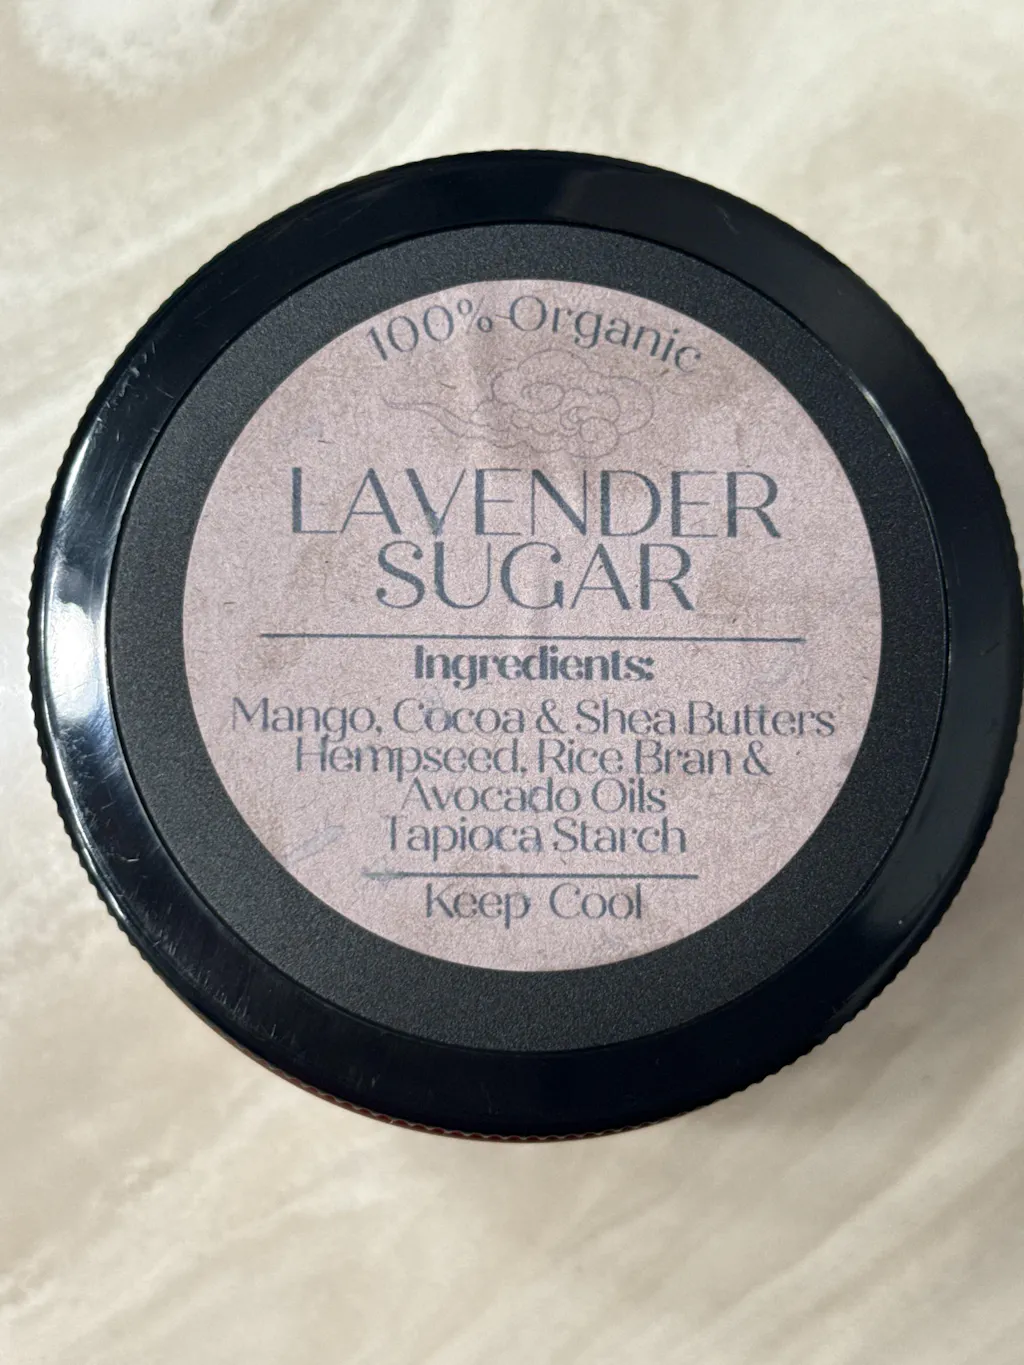 100% Organic
LAVENDER
SUGAR
Ingredients:
Mango, Cocoa & Shea Butters
Hempseed, Rice Bran &
Avocado Oils
Tapioca Starch
Keep Cool